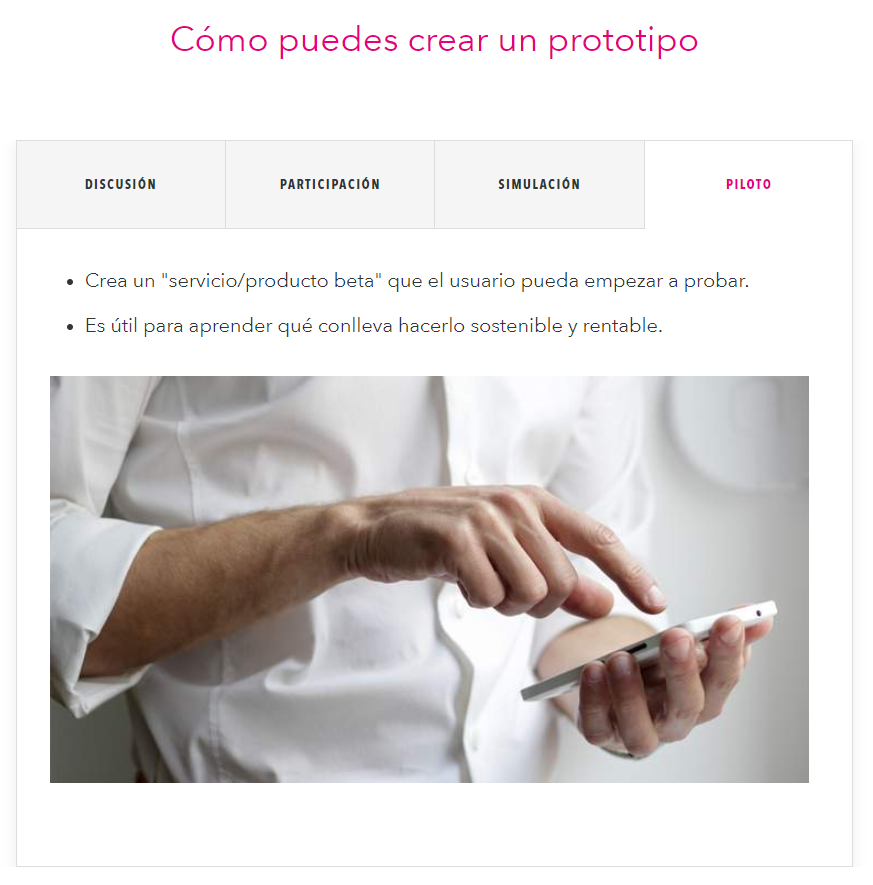 Cómo puedes crear un prototipo
DISCUSIÓN
PARTICIPACIÓN
SIMULACIÓN
PILOTO
Crea un "servicio/producto beta" que el usuario pueda empezar a probar.
Es útil para aprender qué conlleva hacerlo sostenible y rentable.